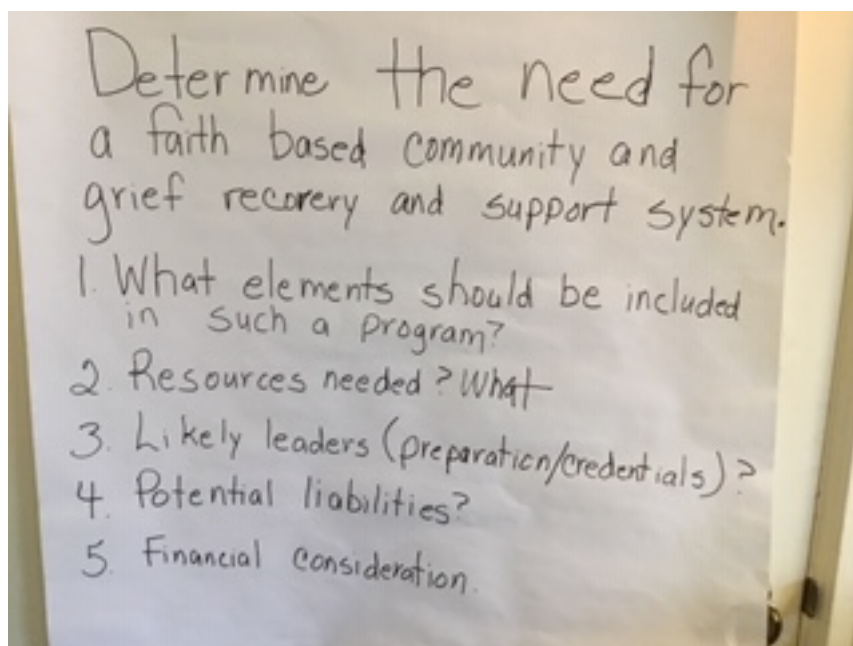 Determine the need for
a faith based community and
grief recovery and support system.
1. What elements should be included
in such a program?
2. Resources needed? What
3. Likely leaders (preparation/credentials)?
4. Potential liabilities?
5. Financial consideration.